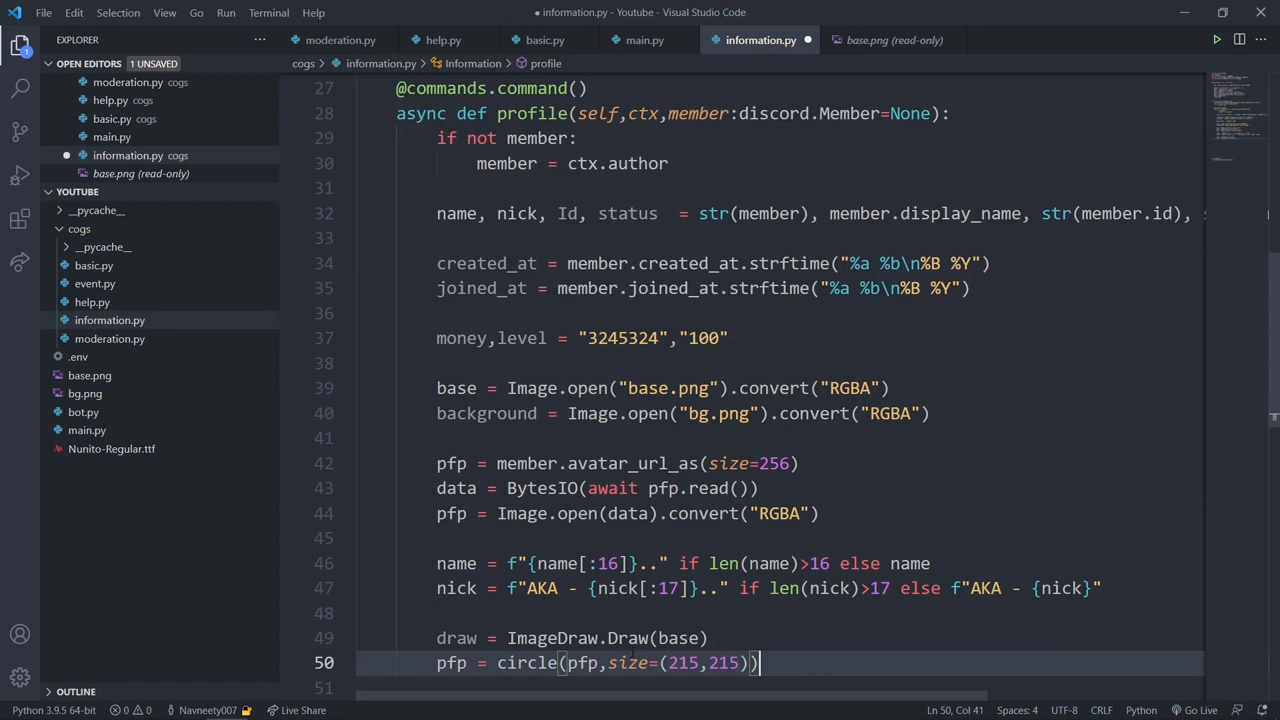 File Edit Selection View Go Run Terminal Help
● information.py - Youtube - Visual Studio Code
EXPLORER
moderation.py help.py basic.py main.py information.py base.png (read-only)
OPEN EDITORS 1 UNSAVED
cogs > information.py > Information > profile
moderation.py cogs
help.py cogs
basic.py cogs
main.py
information.py cogs
base.png (read-only)
YOUTUBE
__pycache__
cogs
__pycache__
basic.py
event.py
help.py
information.py
moderation.py
.env
base.png
bg.png
bot.py
main.py
Nunito-Regular.ttf
OUTLINE
27 @commands.command()
28 async def profile(self,ctx,member:discord.Member=None):
29 if not member:
30 member = ctx.author
31
32 name, nick, Id, status = str(member), member.display_name, str(member.id),
33
34 created_at = member.created_at.strftime("%a %b\n%B %Y")
35 joined_at = member.joined_at.strftime("%a %b\n%B %Y")
36
37 money,level = "3245324","100"
38
39 base = Image.open("base.png").convert("RGBA")
40 background = Image.open("bg.png").convert("RGBA")
41
42 pfp = member.avatar_url_as(size=256)
43 data = BytesIO(await pfp.read())
44 pfp = Image.open(data).convert("RGBA")
45
46 name = f"{name[:16]}.." if len(name)>16 else name
47 nick = f"AKA - {nick[:17]}.." if len(nick)>17 else f"AKA - {nick}"
48
49 draw = ImageDraw.Draw(base)
50 pfp = circle(pfp,size=(215,215))
51
Python 3.9.5 64-bit 0 0 Navneety007 Live Share
Ln 50, Col 41 Spaces: 4 UTF-8 CRLF Python Go Live